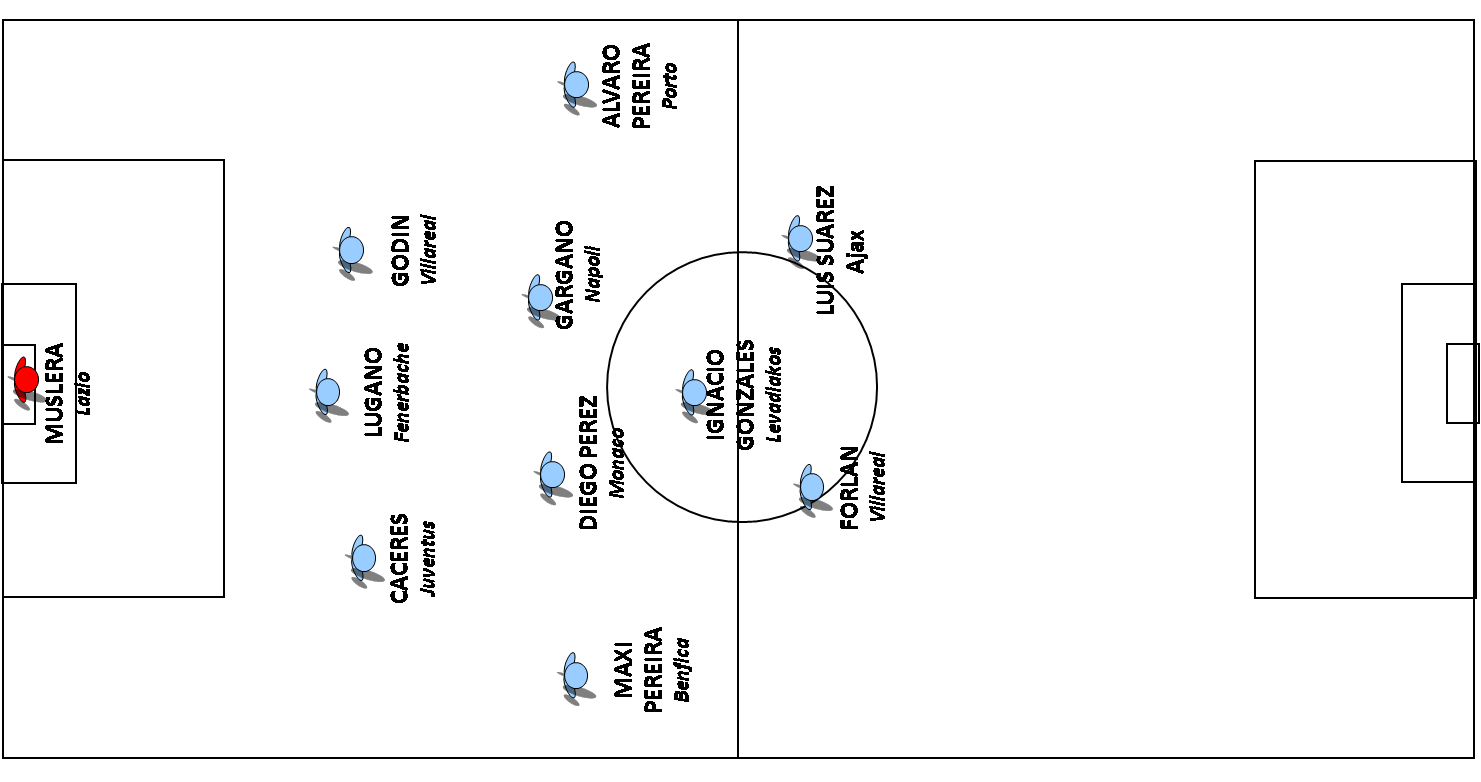 MUSLERA
Lazio
GODIN
Villareal
LUGANO
Fenerbache
CACERES
Juventus
ALVARO
PEREIRA
Porto
GARGANO
Napoli
DIEGO PEREZ
Monaco
MAXI
PEREIRA
Benfica
IGNACIO
GONZALES
Levadiakos
LUIS SUAREZ
Ajax
FORLAN
Villareal